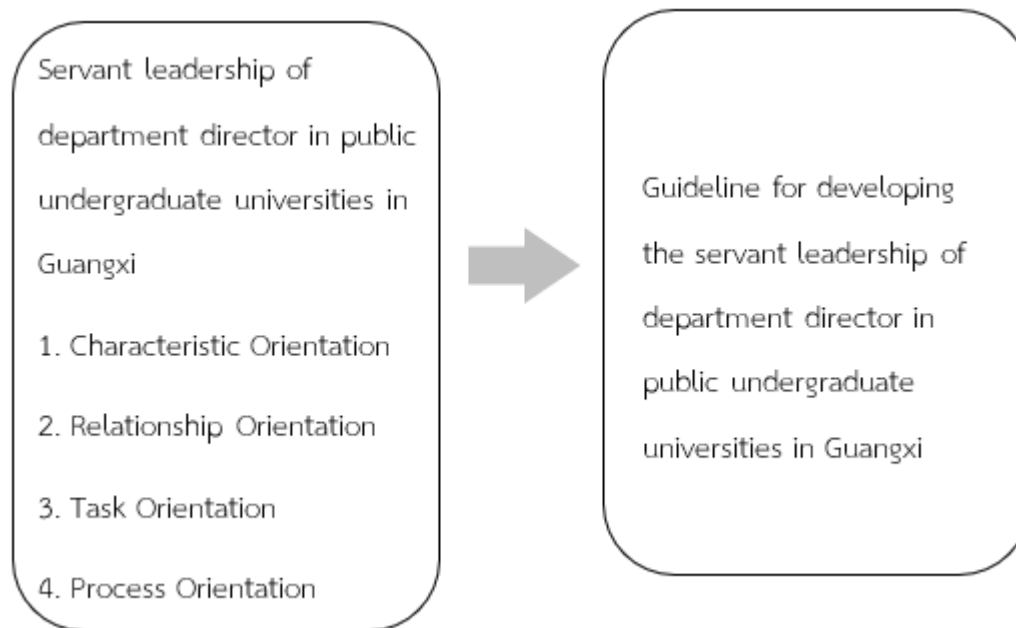 Servant leadership of
department director in public
undergraduate universities in
Guangxi
1. Characteristic Orientation
2. Relationship Orientation
3. Task Orientation
4. Process Orientation
Guideline for developing
the servant leadership of
department director in
public undergraduate
universities in Guangxi